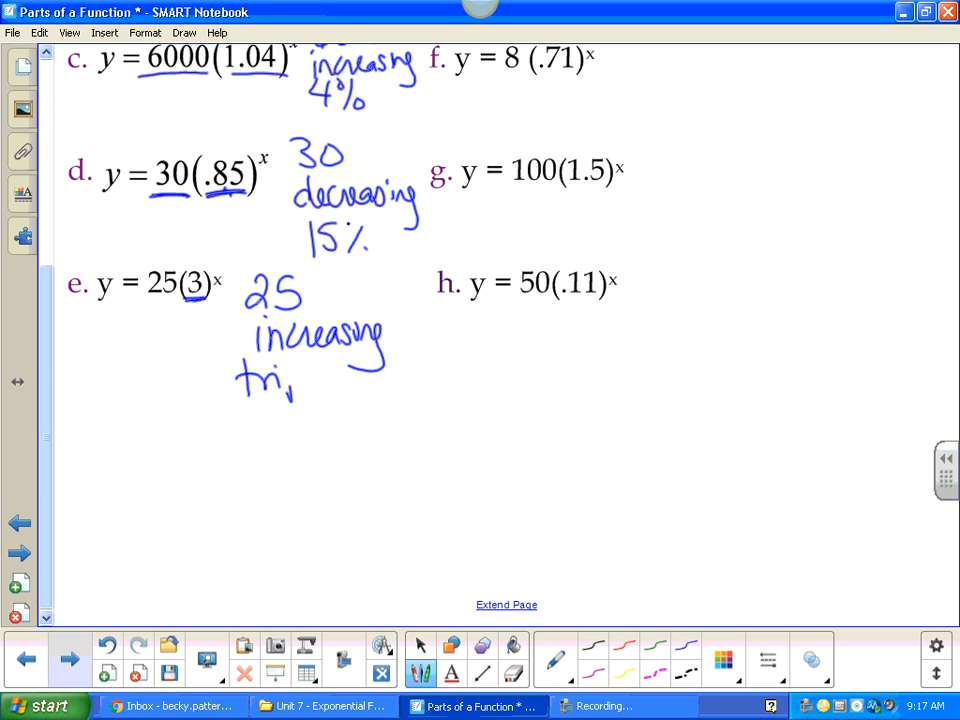 Parts of a Function * - SMART Notebook
File Edit View Insert Format Draw Help
c. y = 6000(1.04)ˣ
increasing
4%
d. y = 30(.85)ˣ
30
decreasing
15%
e. y = 25(3)ˣ
25
increasing
tri
f. y = 8 (.71)ˣ
g. y = 100(1.5)ˣ
h. y = 50(.11)ˣ
Extend Page
start
Inbox - becky.patter...
Unit 7 - Exponential F...
Parts of a Function * ...
Recording...
9:17 AM